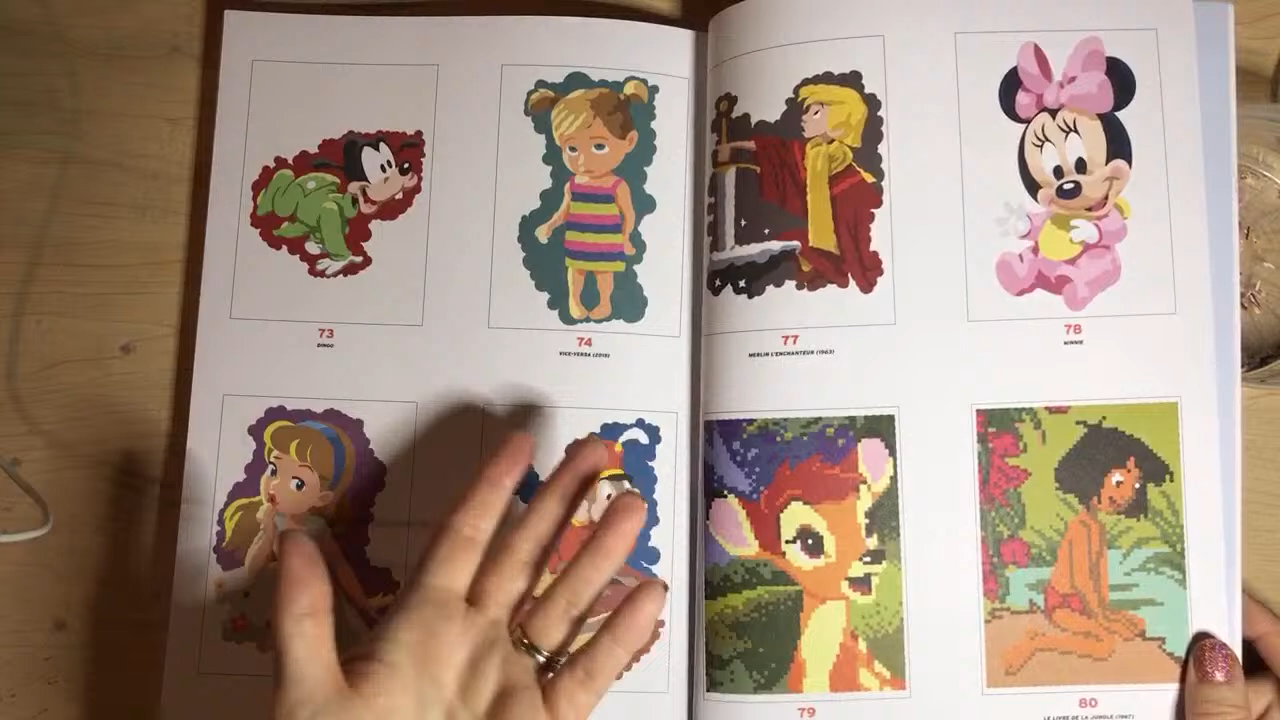 73
DINGO
74
VICE-VERSA (2015)
77
MERLIN L'ENCHANTEUR (1963)
78
MINNIE
79
80
LE LIVRE DE LA JUNGLE (1967)